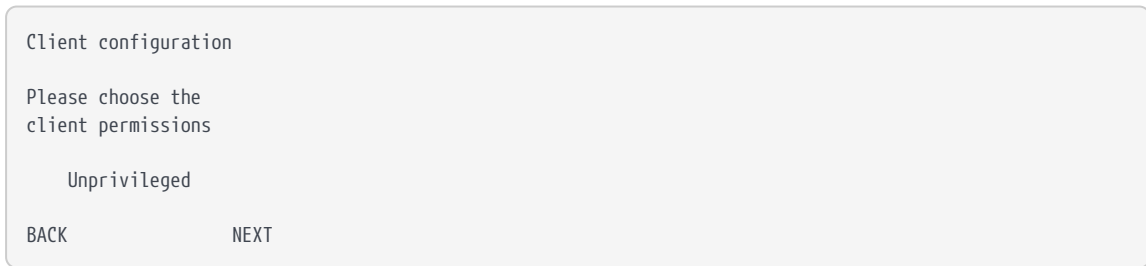 Client configuration
Please choose the
client permissions
Unprivileged
BACK NEXT